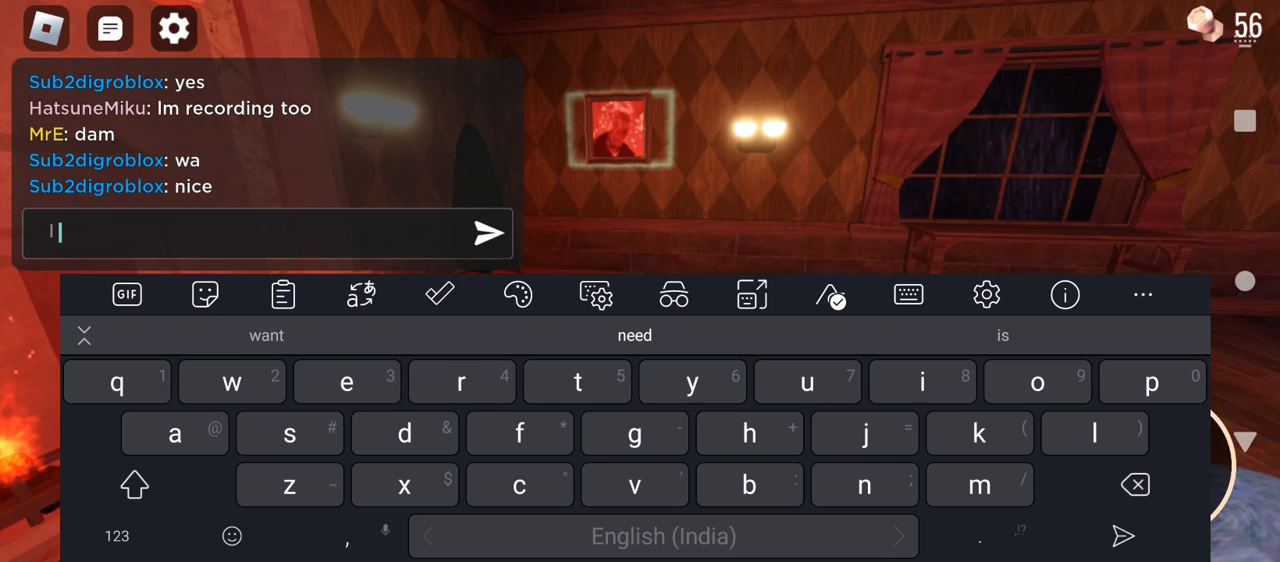 56
Sub2digroblox: yes
HatsuneMiku: Im recording too
MrE: dam
Sub2digroblox: wa
Sub2digroblox: nice
I
GIF
want need is
q 1 w 2 e 3 r 4 t 5 y 6 u 7 i 8 o 9 p 0
a @ s # d & f * g - h + j = k ( l )
z _ x $ c " v ' b : n ; m /
123 , English (India) . ,!?